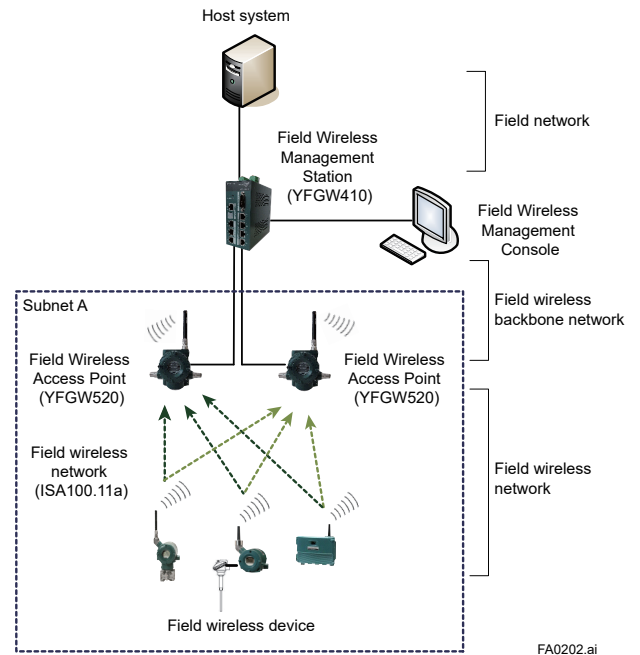 Host system
Field network
Field Wireless
Management
Station
(YFGW410)
Field Wireless
Management
Console
Subnet A
Field wireless
backbone network
Field Wireless
Access Point
(YFGW520)
Field Wireless
Access Point
(YFGW520)
Field wireless
network
(ISA100.11a)
Field wireless
network
Field wireless device
FA0202.ai